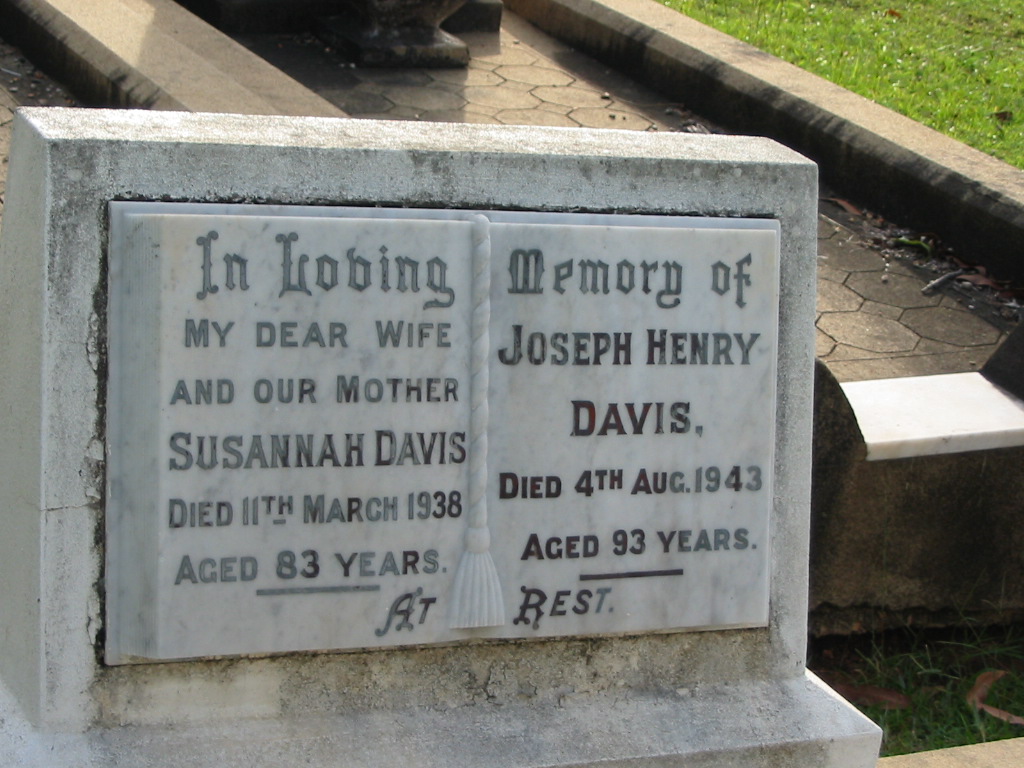 In Loving Memory of
MY DEAR WIFE
AND OUR MOTHER
SUSANNAH DAVIS
DIED 11TH MARCH 1938
AGED 83 YEARS.
JOSEPH HENRY
DAVIS,
DIED 4TH AUG. 1943
AGED 93 YEARS.
AT REST.